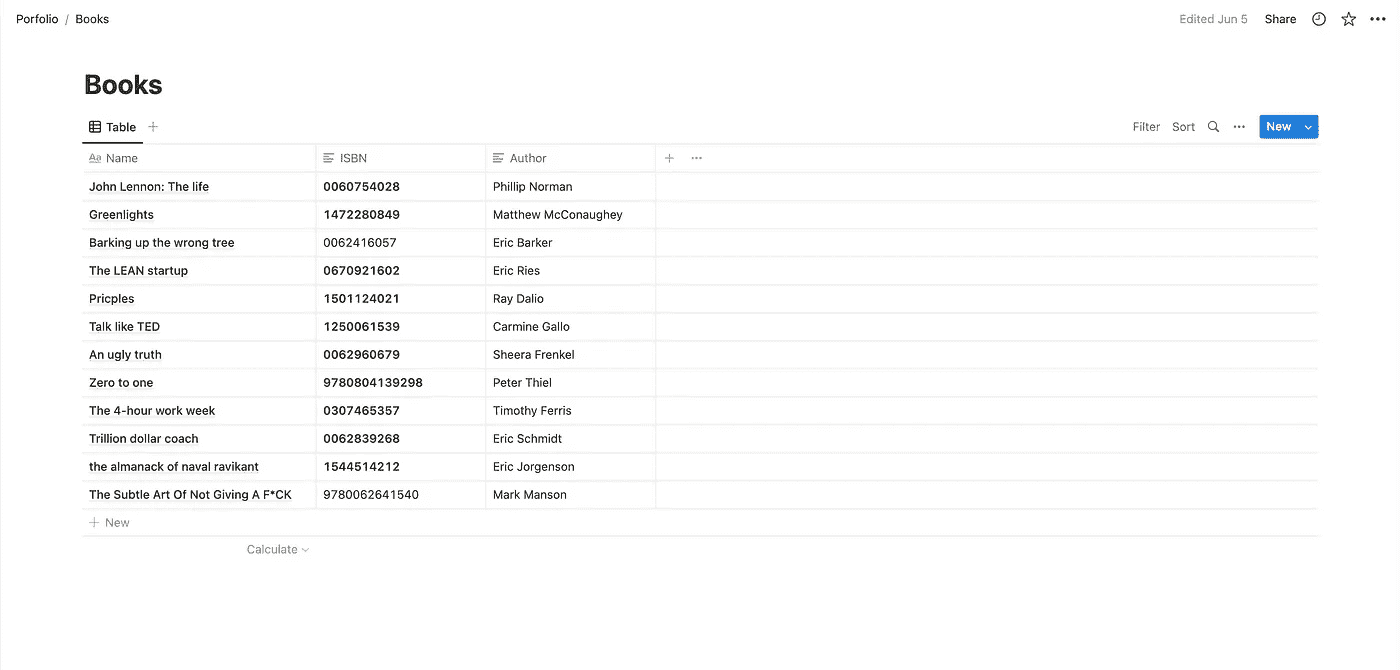 Porfolio / Books Edited Jun 5 Share
Books
Table Filter Sort New
Aa Name ISBN Author
John Lennon: The life 0060754028 Phillip Norman
Greenlights 1472280849 Matthew McConaughey
Barking up the wrong tree 0062416057 Eric Barker
The LEAN startup 0670921602 Eric Ries
Pricples 1501124021 Ray Dalio
Talk like TED 1250061539 Carmine Gallo
An ugly truth 0062960679 Sheera Frenkel
Zero to one 9780804139298 Peter Thiel
The 4-hour work week 0307465357 Timothy Ferris
Trillion dollar coach 0062839268 Eric Schmidt
the almanack of naval ravikant 1544514212 Eric Jorgenson
The Subtle Art Of Not Giving A F*CK 9780062641540 Mark Manson
New
Calculate